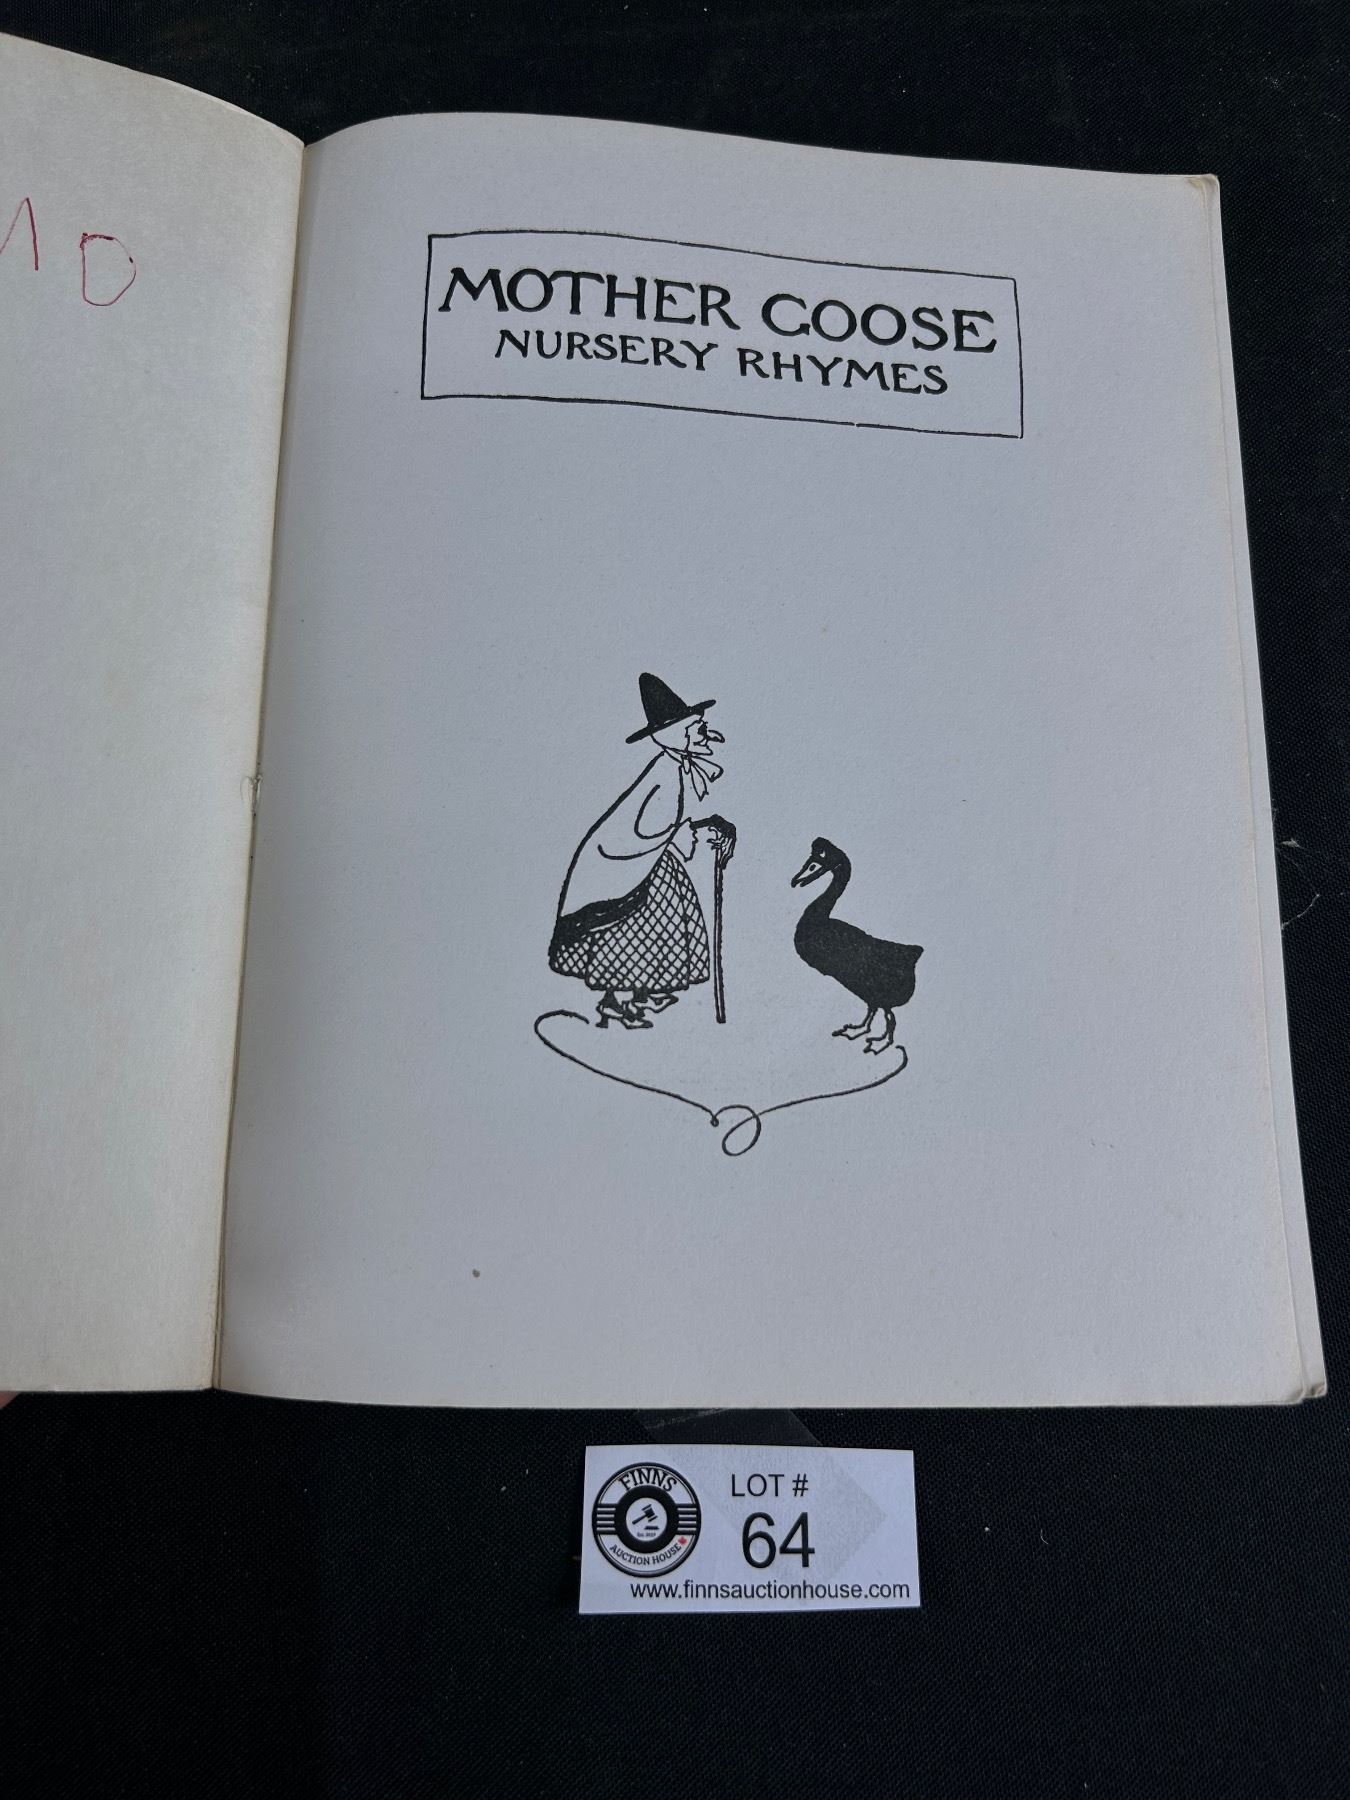 D
MOTHER GOOSE
NURSERY RHYMES
FINNS
AUCTION HOUSE
LOT #
64
www.finnsauctionhouse.com